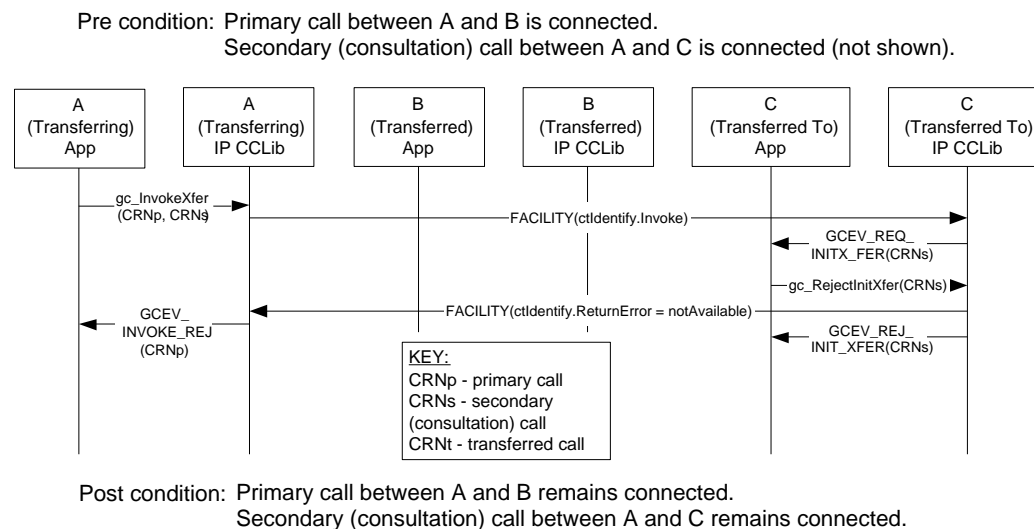 Pre condition: Primary call between A and B is connected.
Secondary (consultation) call between A and C is connected (not shown).
A
(Transferring)
App
A
(Transferring)
IP CCLib
B
(Transferred)
App
B
(Transferred)
IP CCLib
C
(Transferred To)
App
C
(Transferred To)
IP CCLib
gc_InvokeXfer
(CRNp, CRNs)
FACILITY(ctIdentify.Invoke)
GCEV_REQ_
INITX_FER(CRNs)
gc_RejectInitXfer(CRNs)
FACILITY(ctIdentify.ReturnError = notAvailable)
GCEV_
INVOKE_REJ
(CRNp)
GCEV_REJ_
INIT_XFER(CRNs)
KEY:
CRNp - primary call
CRNs - secondary
(consultation) call
CRNt - transferred call
Post condition: Primary call between A and B remains connected.
Secondary (consultation) call between A and C remains connected.